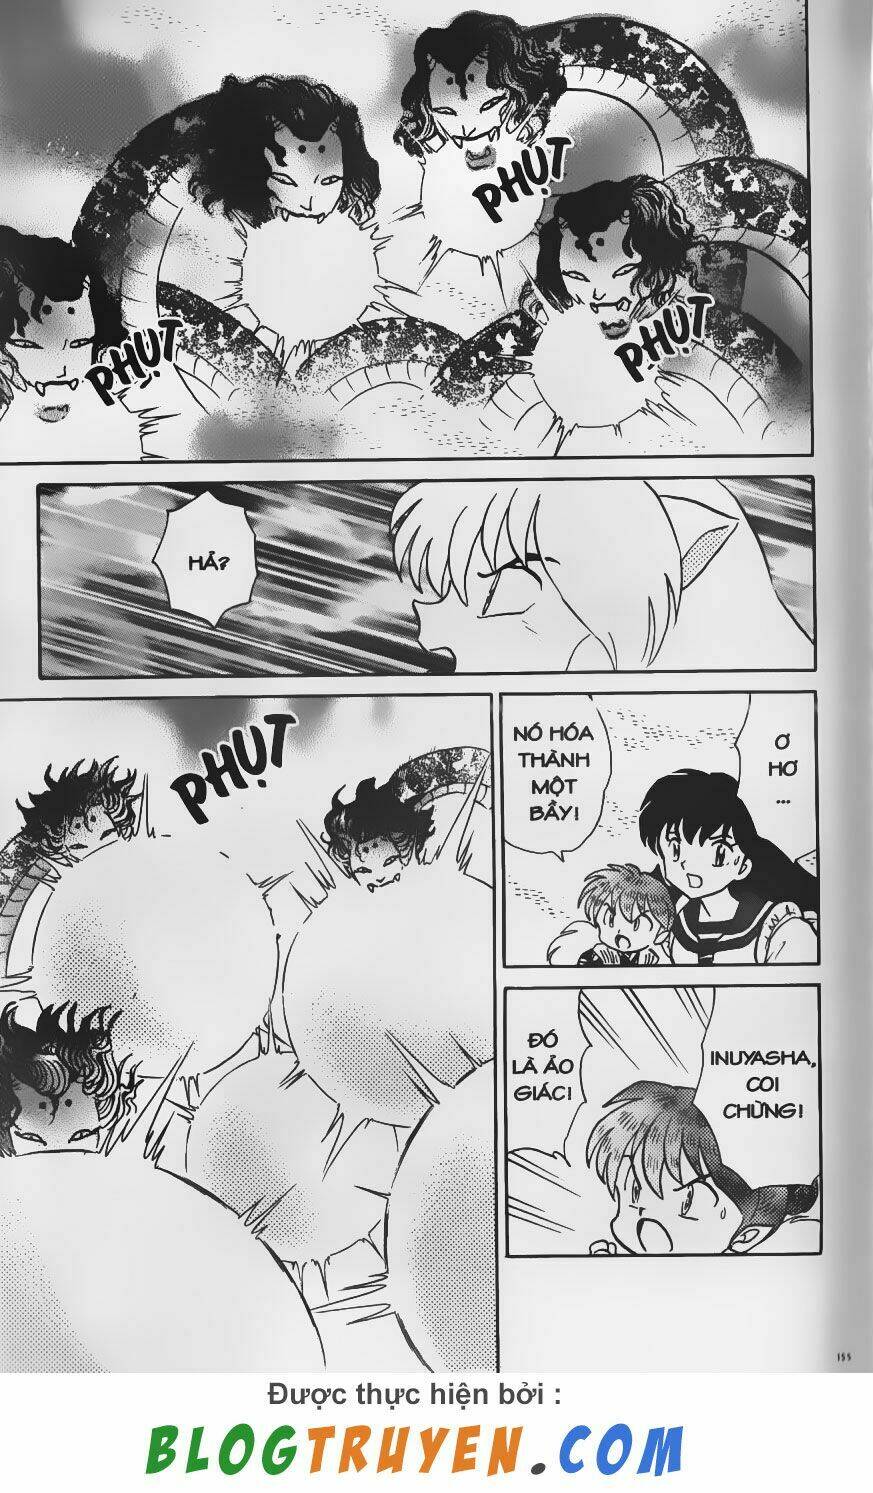 PHỤT
PHỤT
PHỤT
HẢ?
Ơ
HƠ
...
NÓ HÓA
THÀNH
MỘT
BẦY!
PHỤT
INUYASHA,
COI
CHỪNG!
ĐÓ
LÀ ẢO
GIÁC!
155
Được thực hiện bởi :
BLOGTRUYEN.COM